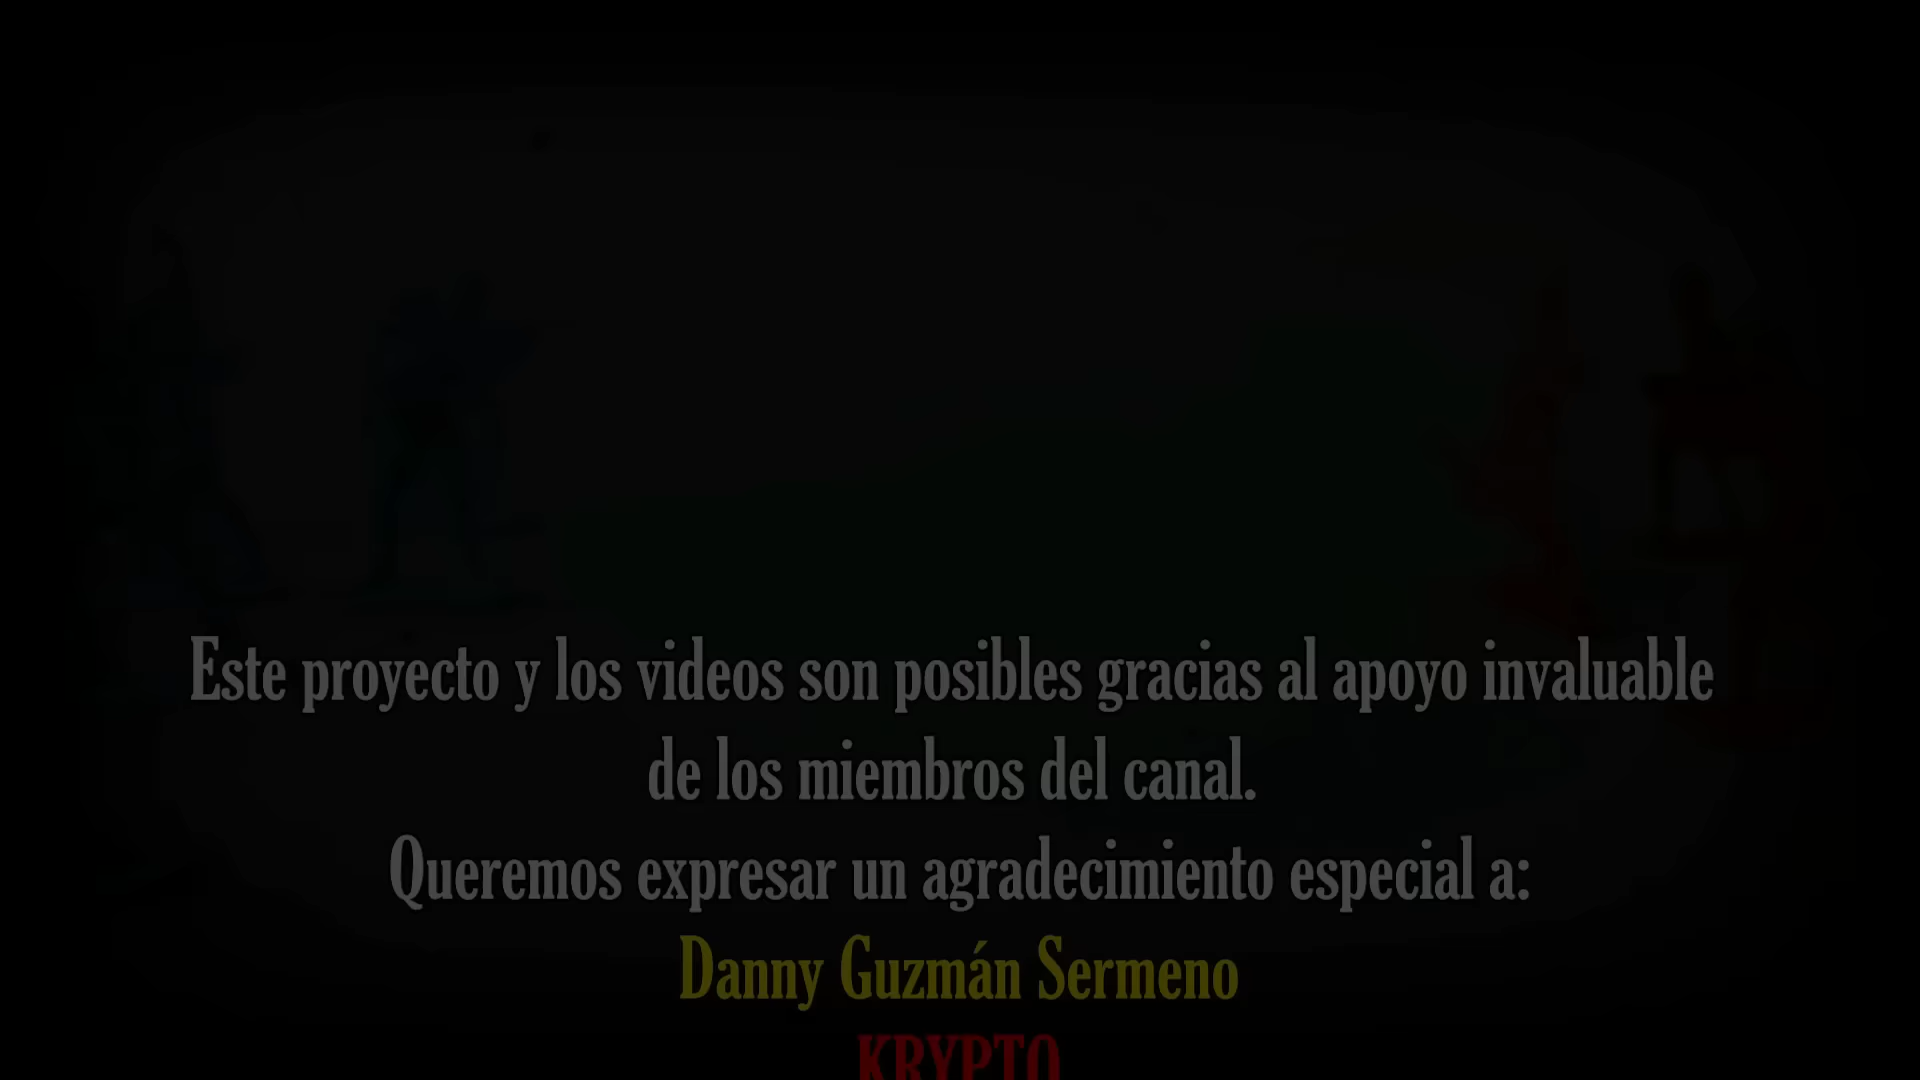 Este proyecto y los videos son posibles gracias al apoyo invaluable
de los miembros del canal.
Queremos expresar un agradecimiento especial a:
Danny Guzmán Sermeno
KRYPTO